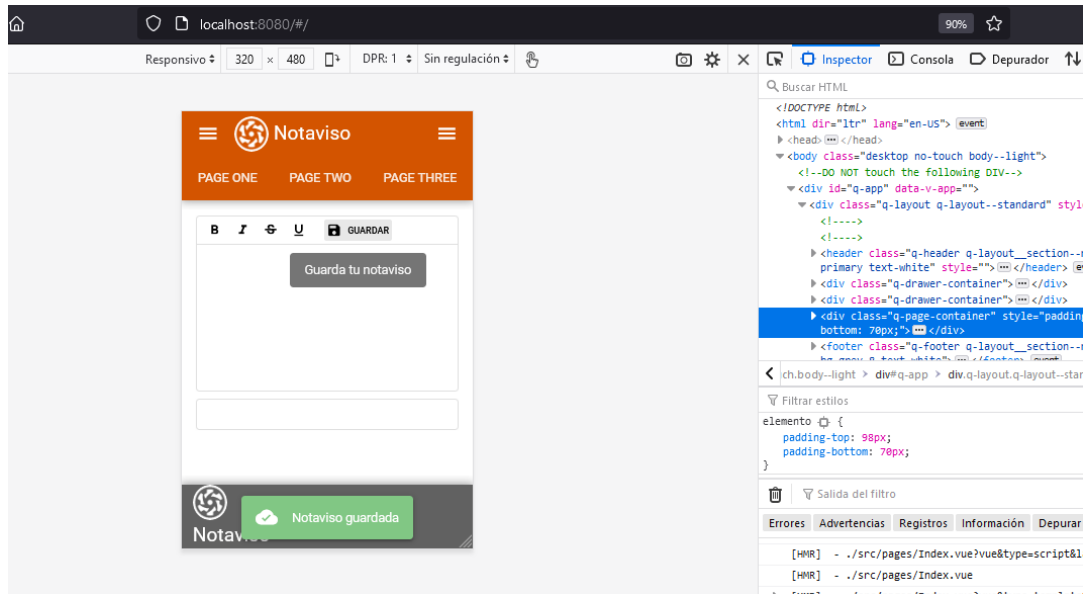 localhost:8080/#/
90%
Responsivo 320 × 480 DPR: 1 Sin regulación
Inspector Consola Depurador
Buscar HTML
Notaviso
PAGE ONE PAGE TWO PAGE THREE
B I S U GUARDAR
Guarda tu notaviso
Notaviso guardada
<!DOCTYPE html>
<html dir="ltr" lang="en-US"> event
<head> ··· </head>
<body class="desktop no-touch body--light">
<!--DO NOT touch the following DIV-->
<div id="q-app" data-v-app="">
<div class="q-layout q-layout--standard" style
<!---->
<!---->
<header class="q-header q-layout__section--
primary text-white" style=""> ··· </header>
<div class="q-drawer-container"> ··· </div>
<div class="q-drawer-container"> ··· </div>
<div class="q-page-container" style="padding
bottom: 70px;"> ··· </div>
<footer class="q-footer q-layout__section--
ch.body--light > div#q-app > div.q-layout.q-layout--star
Filtrar estilos
elemento {
padding-top: 98px;
padding-bottom: 70px;
}
Salida del filtro
Errores Advertencias Registros Información Depurar
[HMR] - ./src/pages/Index.vue?vue&type=script&l
[HMR] - ./src/pages/Index.vue